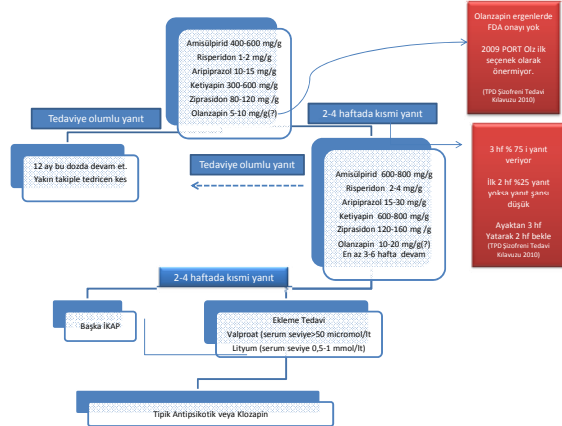 Amisülpirid 400-600 mg/g
Risperidon 1-2 mg/g
Aripiprazol 10-15 mg/g
Ketiyapin 300-600 mg/g
Ziprasidon 80-120 mg /g
Olanzapin 5-10 mg/g(?)
Olanzapin ergenlerde
FDA onayı yok
2009 PORT Olz ilk
seçenek olarak
önermiyor.
(TPD Şizofreni Tedavi
Kılavuzu 2010)
Tedaviye olumlu yanıt
2-4 haftada kısmi yanıt
12 ay bu dozda devam et.
Yakın takiple tedricen kes
Tedaviye olumlu yanıt
Amisülpirid 600-800 mg/g
Risperidon 2-4 mg/g
Aripiprazol 15-30 mg/g
Ketiyapin 600-800 mg/g
Ziprasidon 120-160 mg /g
Olanzapin 10-20 mg/g(?)
En az 3-6 hafta devam
3 hf % 75 i yanıt
veriyor
İlk 2 hf %25 yanıt
yoksa yanıt şansı
düşük
Ayaktan 3 hf
Yatarak 2 hf bekle
(TPD Şizofreni Tedavi
Kılavuzu 2010)
2-4 haftada kısmi yanıt
Başka İKAP
Ekleme Tedavi
Valproat (serum seviye>50 micromol/lt
Lityum (serum seviye 0,5-1 mmol/lt)
Tipik Antipsikotik veya Klozapin